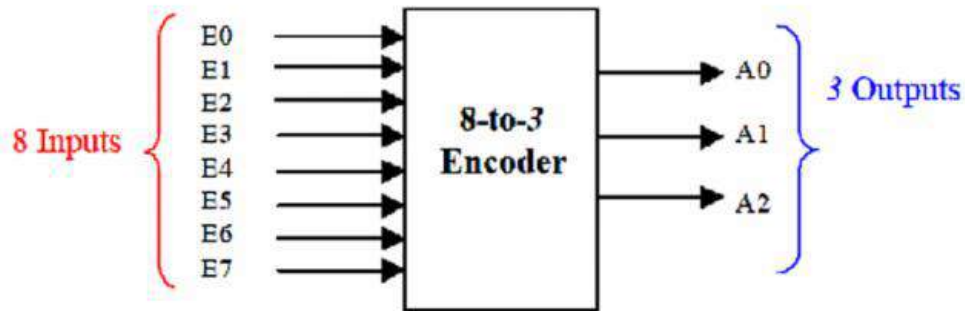 8 Inputs
E0
E1
E2
E3
E4
E5
E6
E7
8-to-3
Encoder
A0
A1
A2
3 Outputs